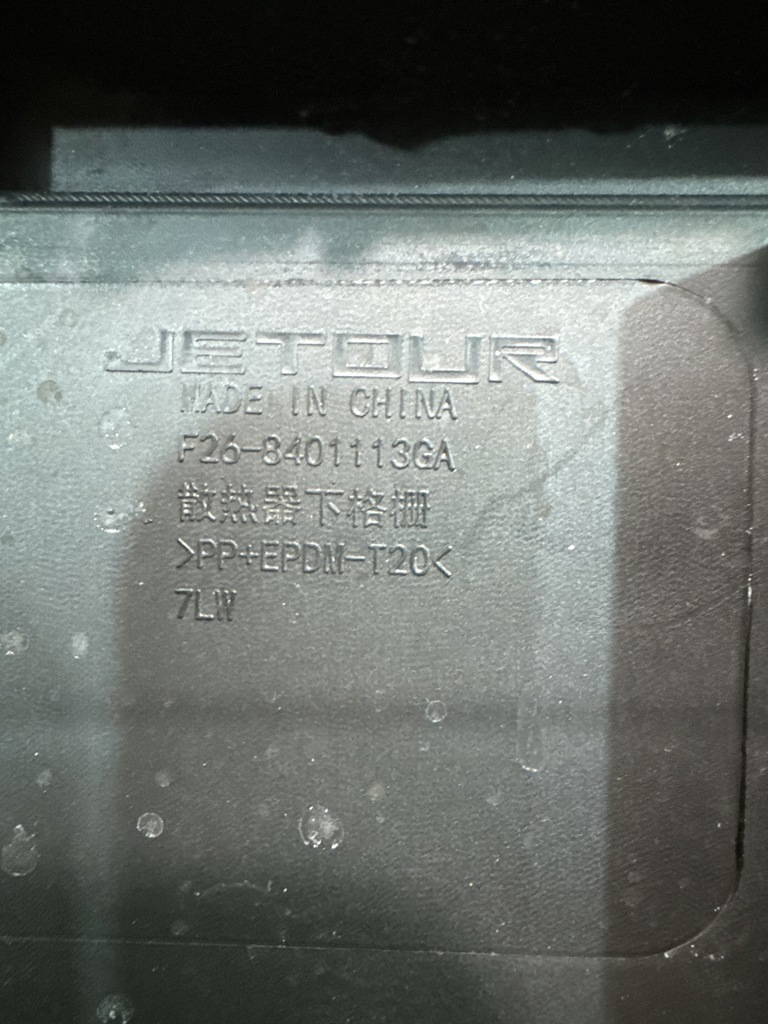 JETOUR
MADE IN CHINA
F26-8401113GA
散热器下格栅
>PP+EPDM-T20<
7LW